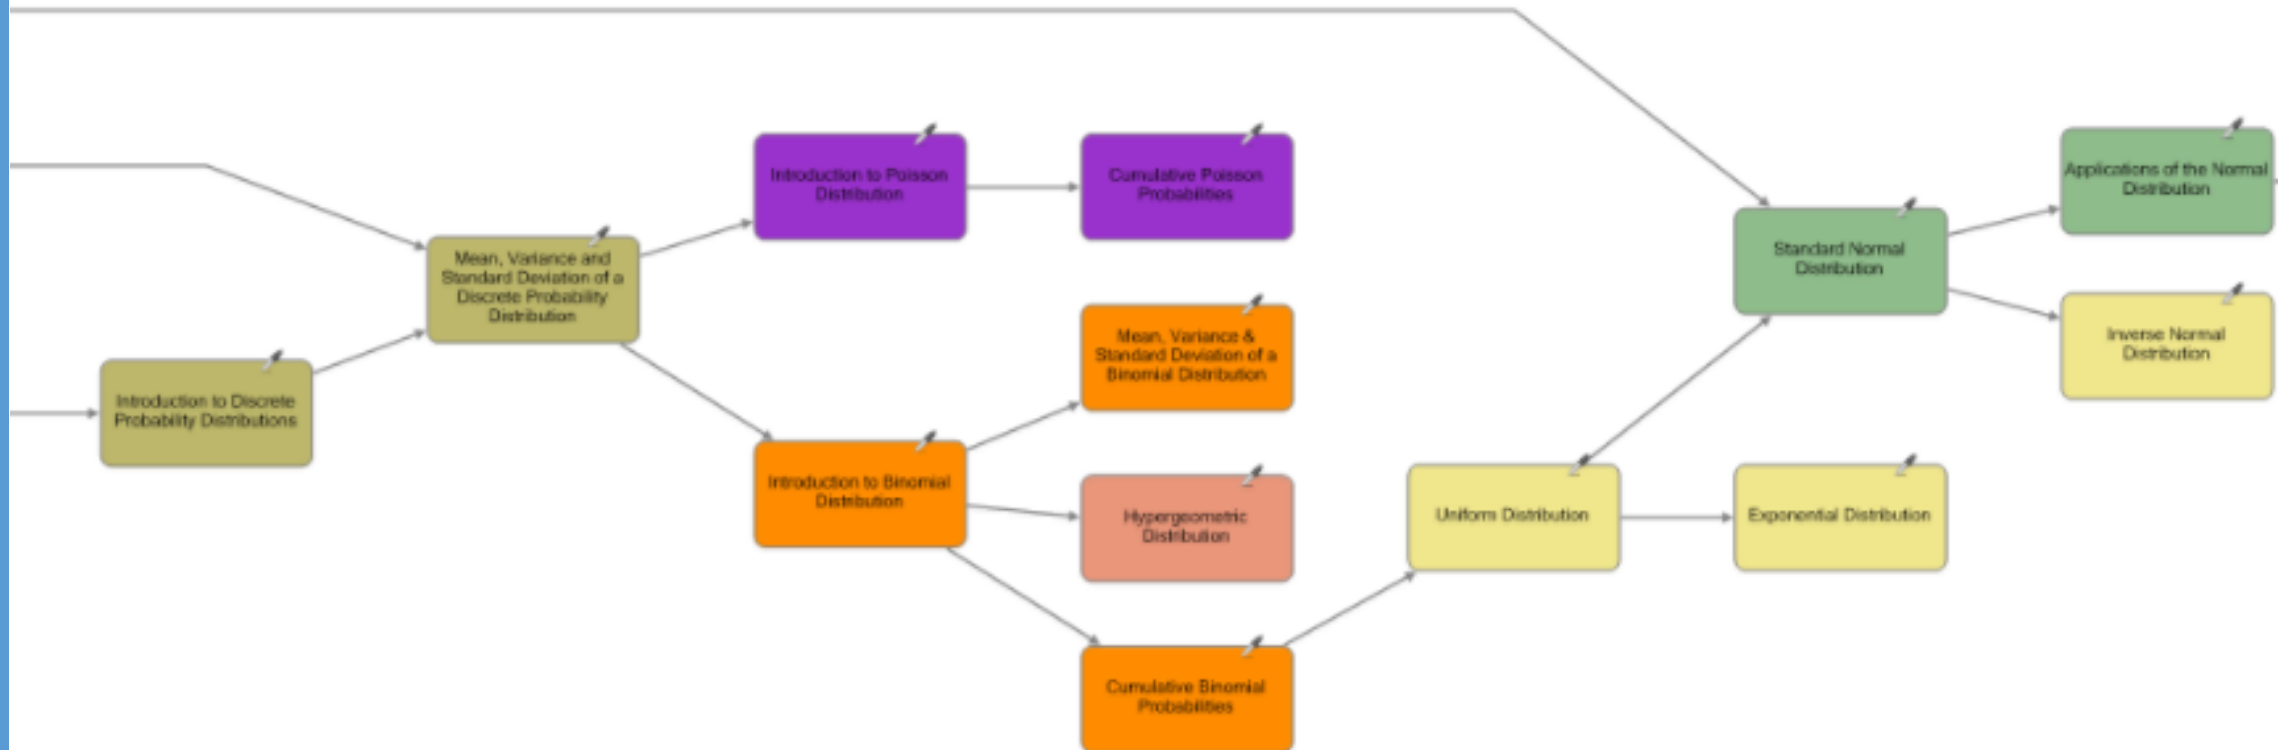 Introduction to Discrete
Probability Distributions
Mean, Variance and
Standard Deviation of a
Discrete Probability
Distribution
Introduction to Poisson
Distribution
Cumulative Poisson
Probabilities
Introduction to Binomial
Distribution
Mean, Variance &
Standard Deviation of a
Binomial Distribution
Hypergeometric
Distribution
Cumulative Binomial
Probabilities
Uniform Distribution
Exponential Distribution
Standard Normal
Distribution
Applications of the Normal
Distribution
Inverse Normal
Distribution